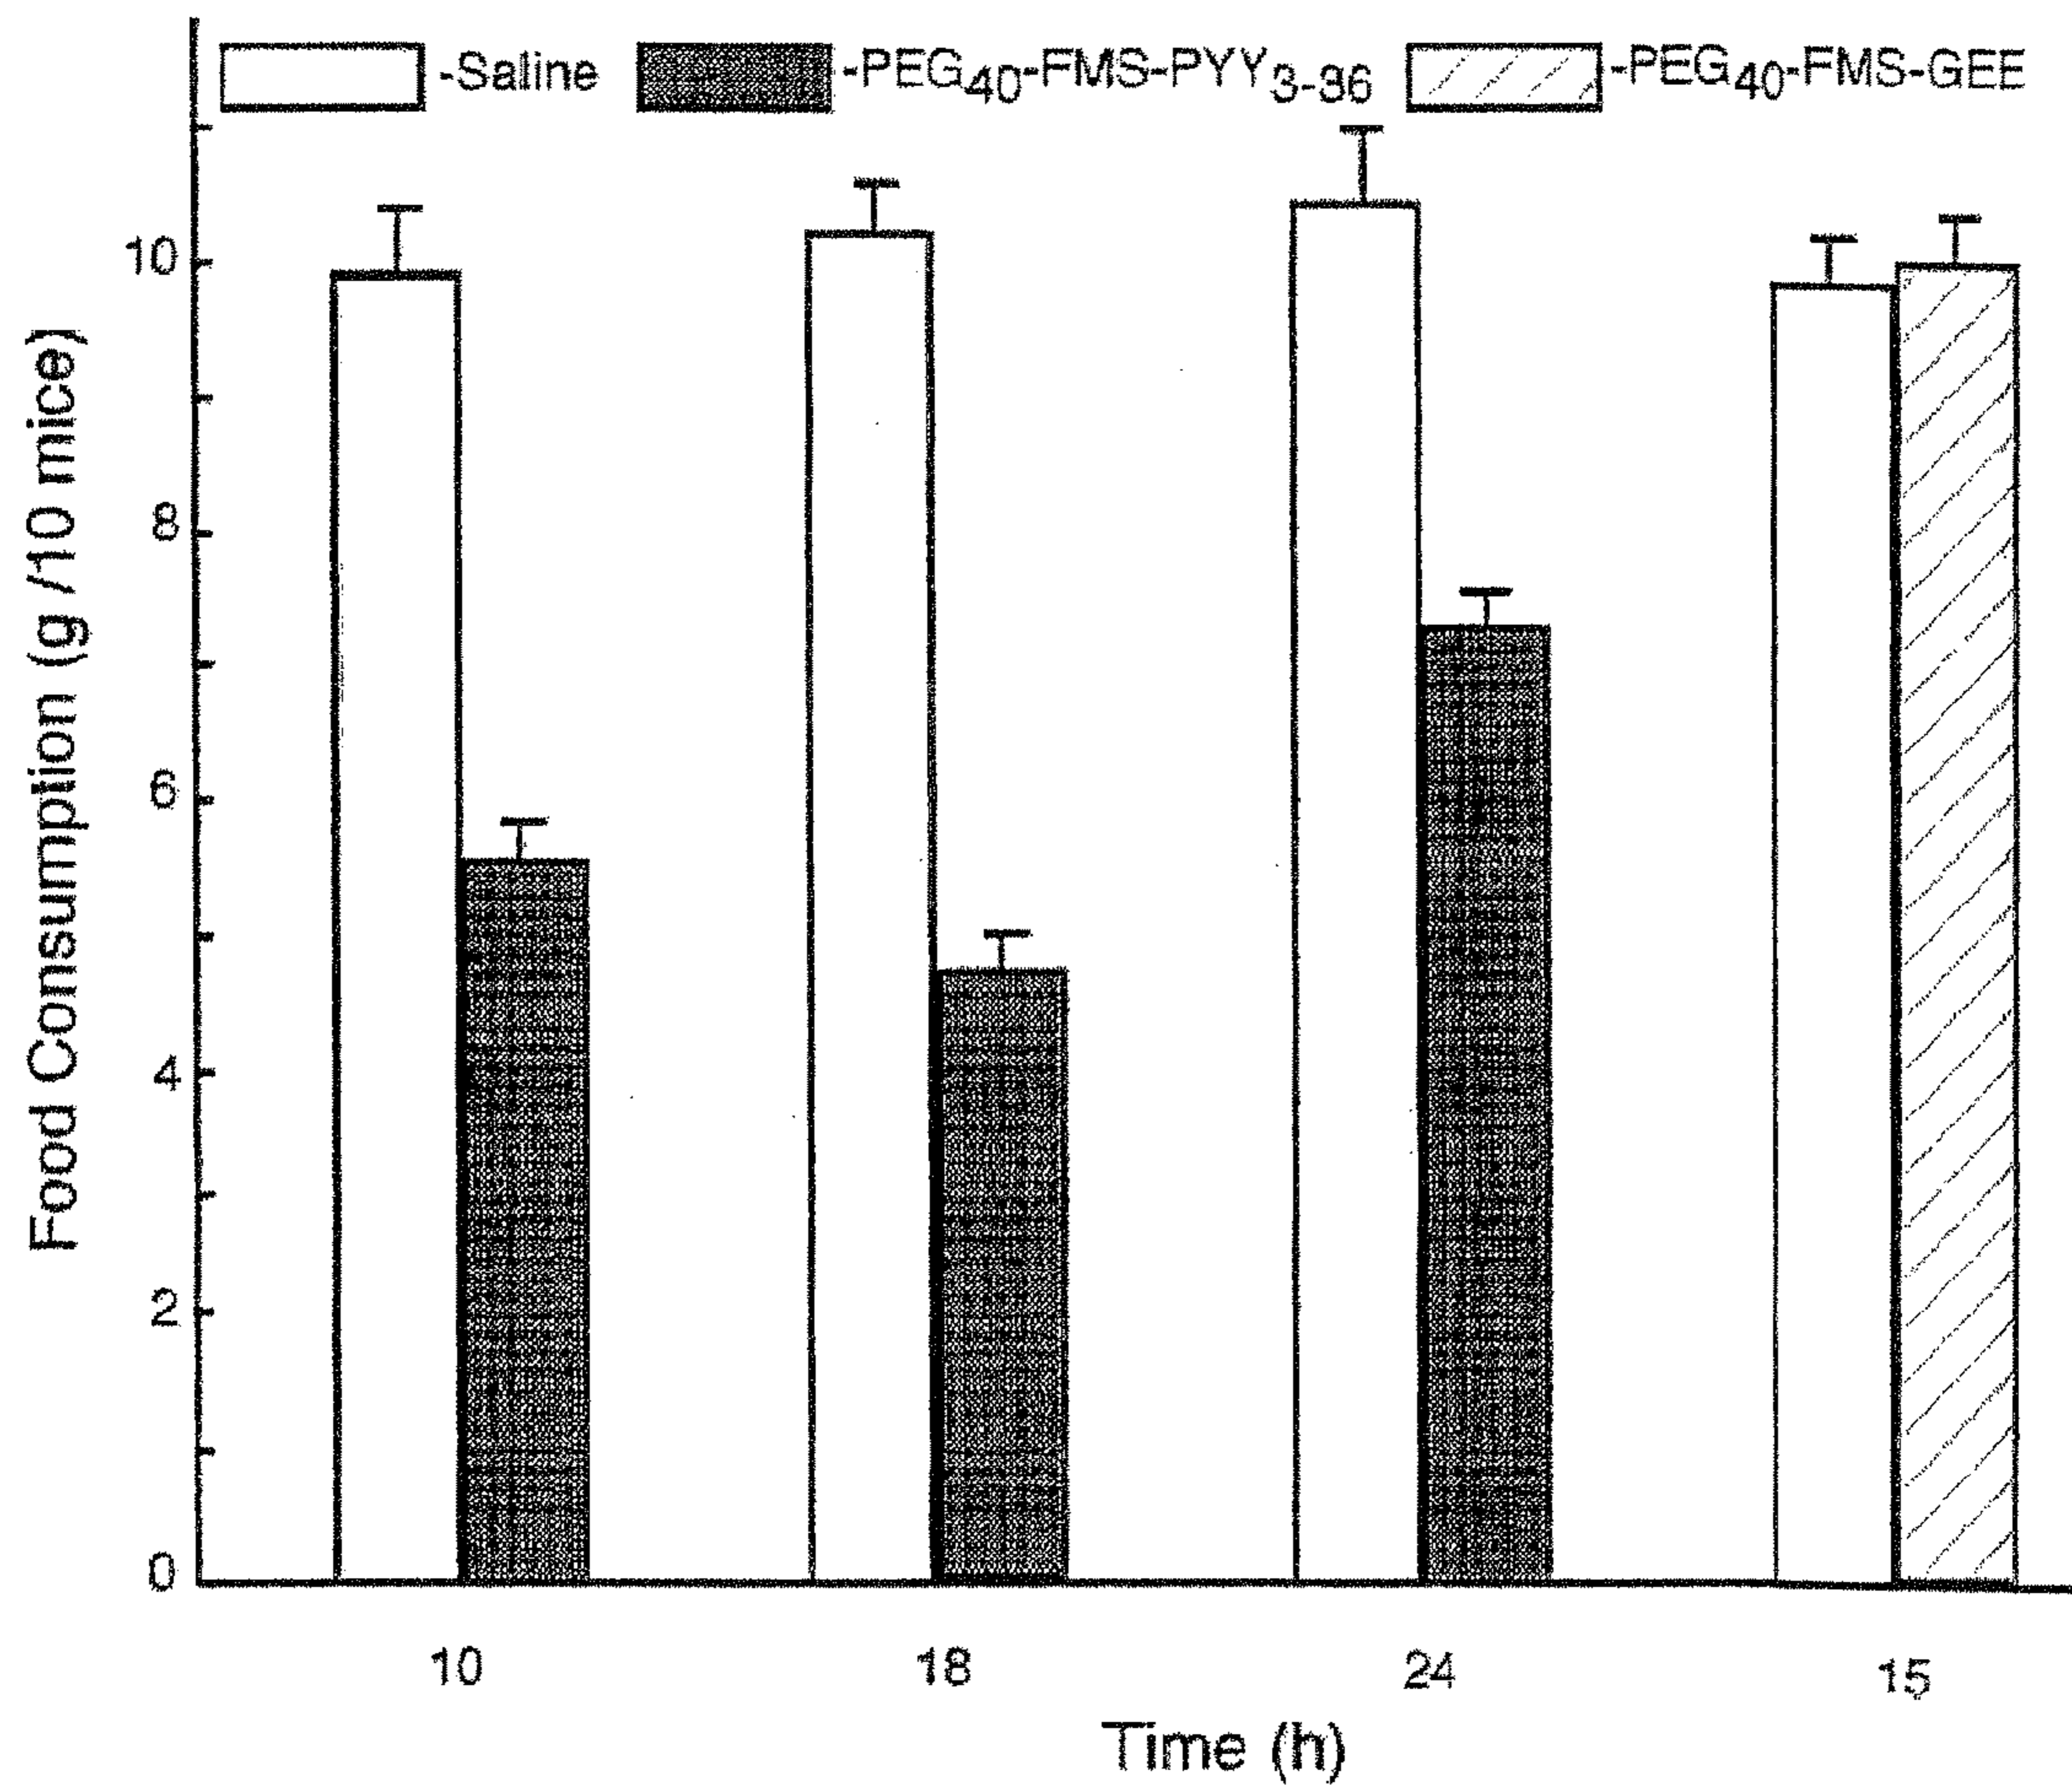 -Saline -PEG40-FMS-PYY3-36 -PEG40-FMS-GEE
Food Consumption (g /10 mice)
10
8
6
4
2
0
10 18 24 15
Time (h)